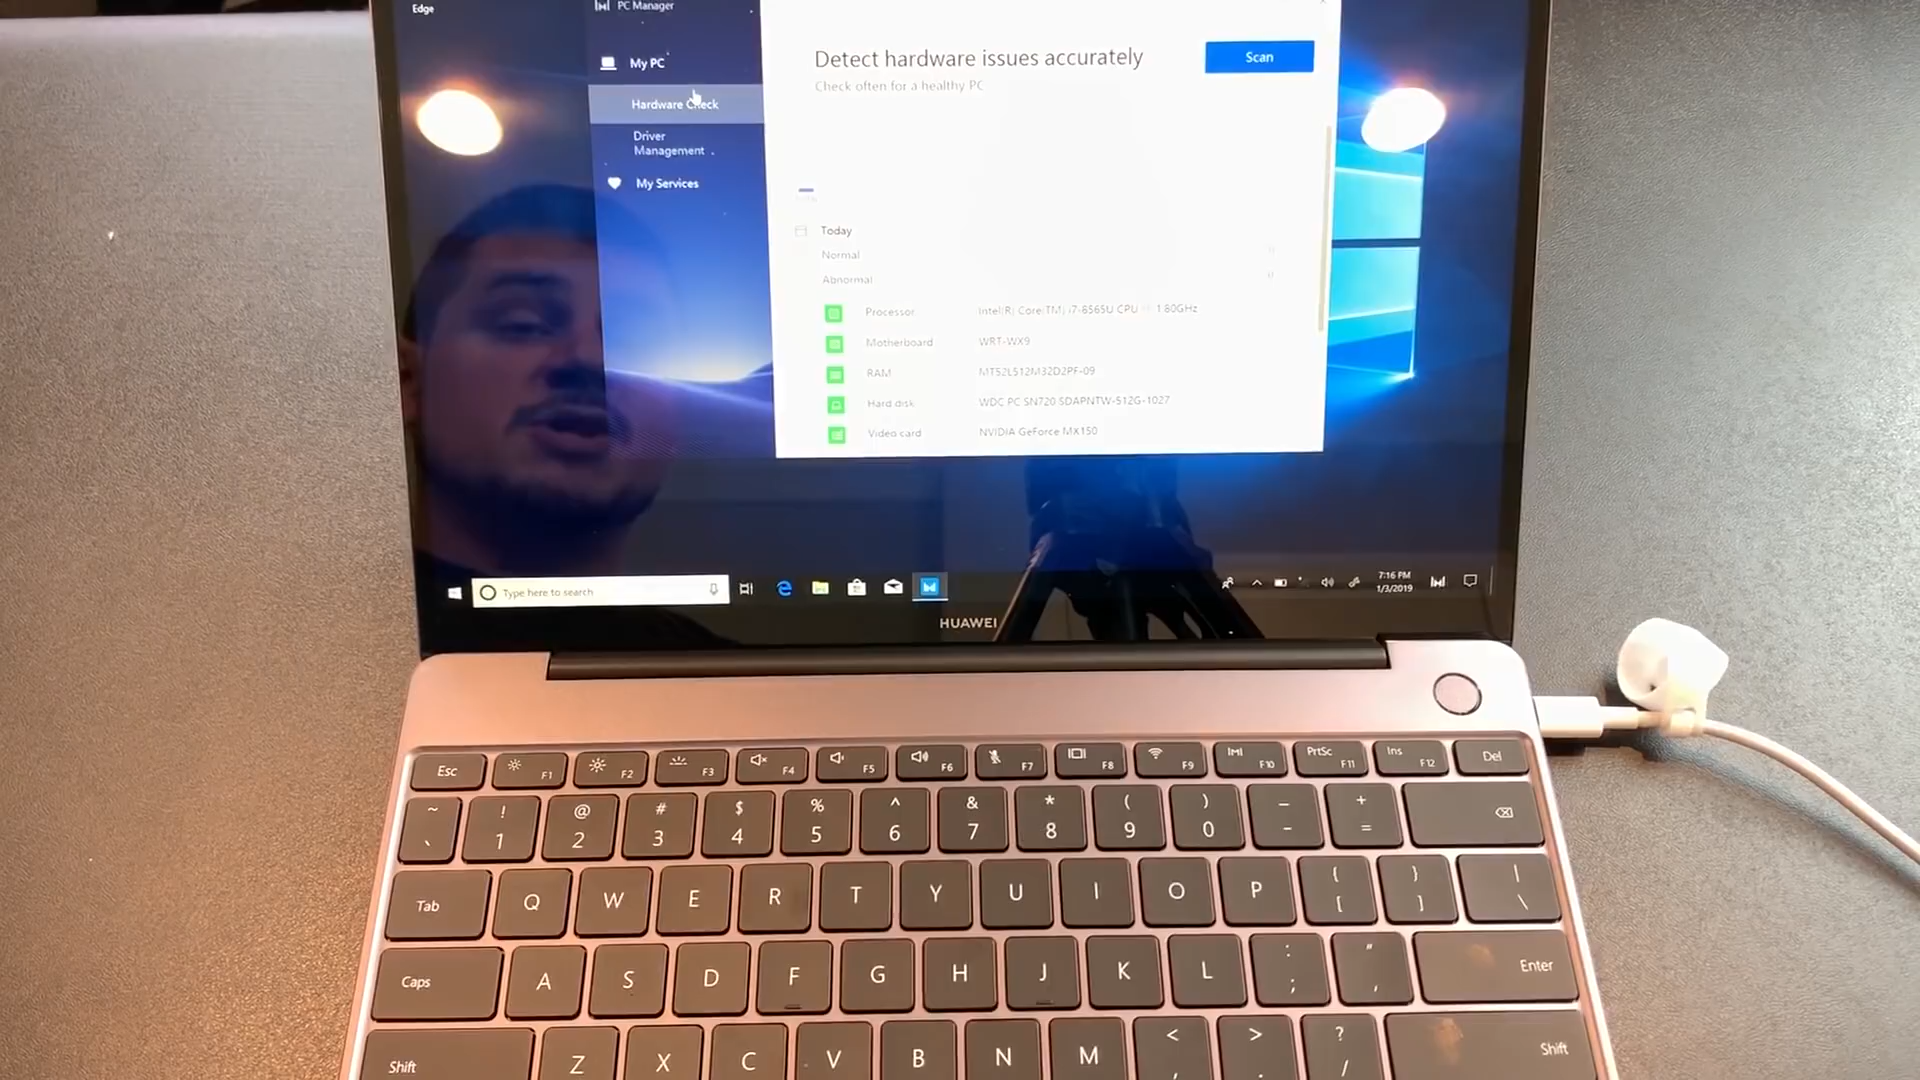 Edge
PC Manager
My PC
Hardware Check
Driver
Management
My Services
Detect hardware issues accurately
Check often for a healthy PC
Scan
Today
Normal 0
Abnormal 0
Processor Intel(R) Core(TM) i7-8565U CPU @ 1.80GHz
Motherboard WRT-WX9
RAM MT52L512M32D2PF-09
Hard disk WDC PC SN720 SDAPNTW-512G-1027
Video card NVIDIA GeForce MX150
Type here to search
7:16 PM
1/3/2019
HUAWEI
Esc F1 F2 F3 F4 F5 F6 F7 F8 F9 F10 PrtSc F11 Ins F12 Del
~ ! @ # $ % ^ & * ( ) _ +
` 1 2 3 4 5 6 7 8 9 0 - =
Tab Q W E R T Y U I O P { [ } ] | \
Caps A S D F G H J K L : ; " ' Enter
Shift Z X C V B N M < , > . ? / Shift